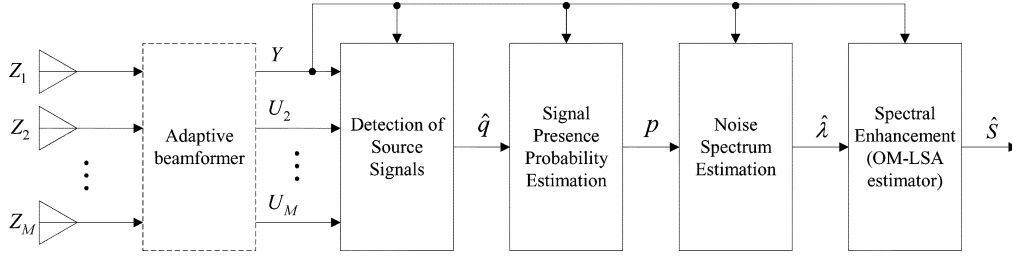 Z1
Z2
ZM
Adaptive
beamformer
Y
U2
UM
Detection of
Source
Signals
q̂
Signal
Presence
Probability
Estimation
p
Noise
Spectrum
Estimation
λ̂
Spectral
Enhancement
(OM-LSA
estimator)
Ŝ